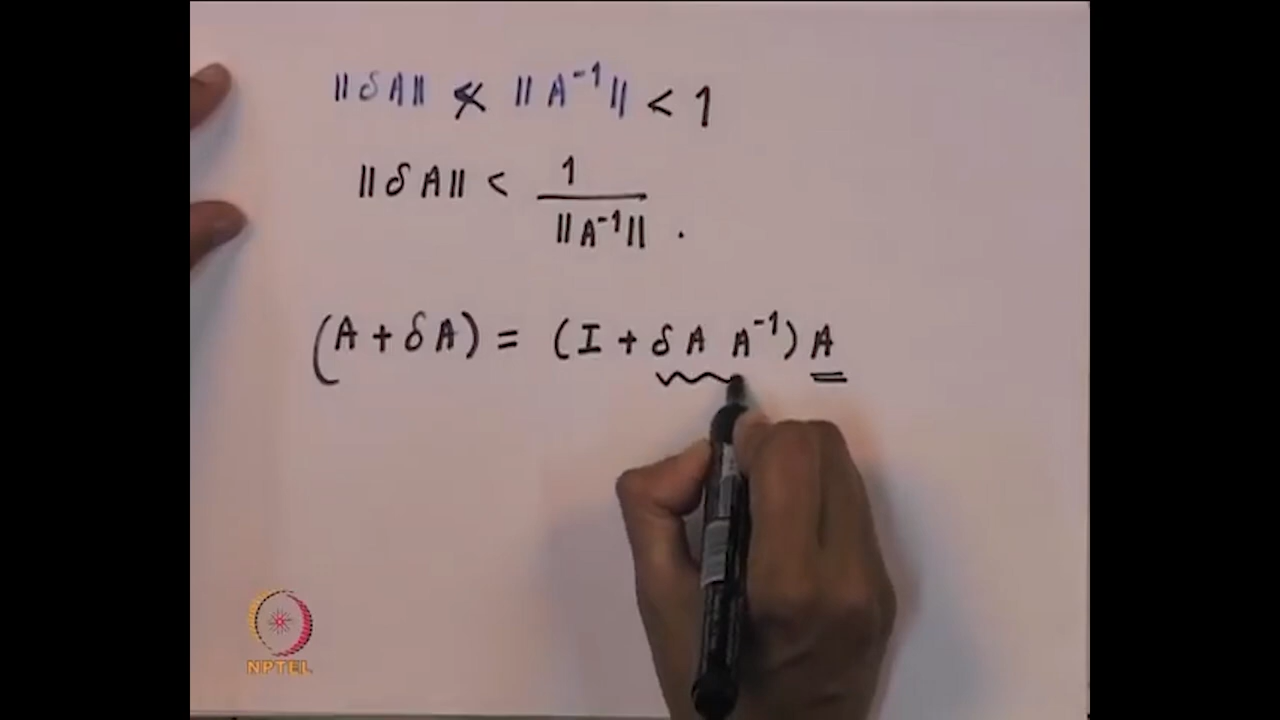 ||δA|| < ||A⁻¹|| < 1
||δA|| < 1 / ||A⁻¹|| .
(A + δA) = (I + δA A⁻¹) A
NPTEL